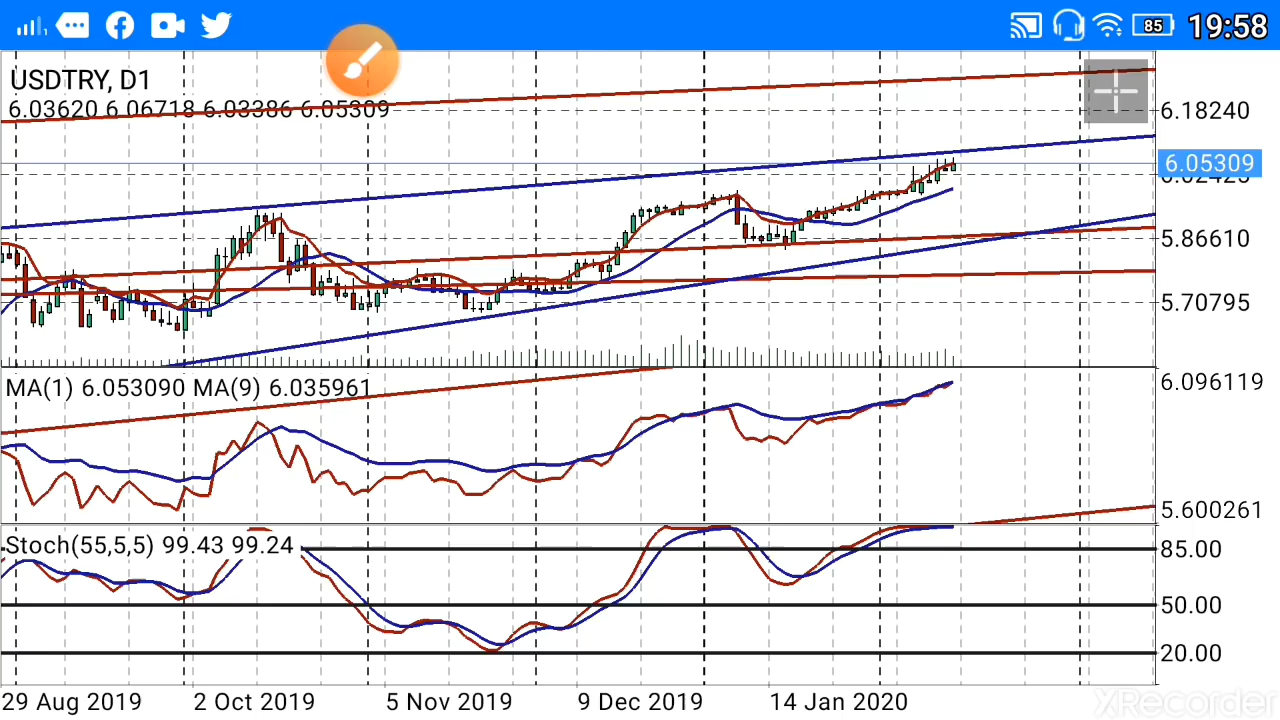 85 19:58
USDTRY, D1
6.03620 6.06718 6.03386 6.05309
6.18240
6.05309
5.86610
5.70795
MA(1) 6.053090 MA(9) 6.035961
6.096119
5.600261
Stoch(55,5,5) 99.43 99.24
85.00
50.00
20.00
29 Aug 2019 2 Oct 2019 5 Nov 2019 9 Dec 2019 14 Jan 2020
XRecorder